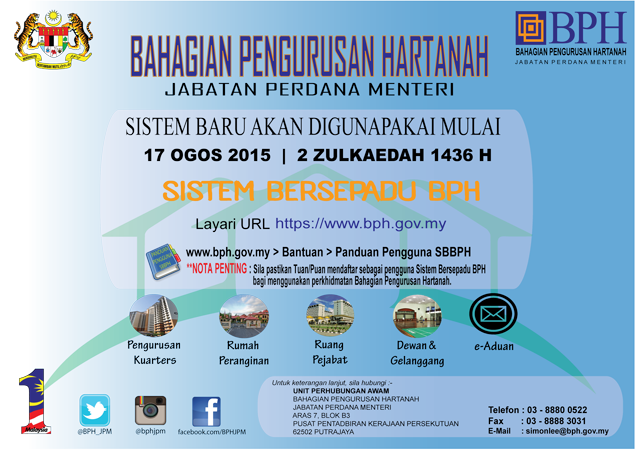 BPH
BAHAGIAN PENGURUSAN HARTANAH
JABATAN PERDANA MENTERI
BAHAGIAN PENGURUSAN HARTANAH
JABATAN PERDANA MENTERI
SISTEM BARU AKAN DIGUNAPAKAI MULAI
17 OGOS 2015 | 2 ZULKAEDAH 1436 H
SISTEM BERSEPADU BPH
Layari URL https://www.bph.gov.my
PANDUAN
PENGGUNA
SBBPH
www.bph.gov.my > Bantuan > Panduan Pengguna SBBPH
**NOTA PENTING : Sila pastikan Tuan/Puan mendaftar sebagai pengguna Sistem Bersepadu BPH
bagi menggunakan perkhidmatan Bahagian Pengurusan Hartanah.
Pengurusan
Kuarters
Rumah
Peranginan
Ruang
Pejabat
Dewan &
Gelanggang
e-Aduan
1
Malaysia
@BPH_JPM
@bphjpm
facebook.com/BPHJPM
Untuk keterangan lanjut, sila hubungi :-
UNIT PERHUBUNGAN AWAM
BAHAGIAN PENGURUSAN HARTANAH
JABATAN PERDANA MENTERI
ARAS 7, BLOK B3
PUSAT PENTADBIRAN KERAJAAN PERSEKUTUAN
62502 PUTRAJAYA
Telefon : 03 - 8880 0522
Fax : 03 - 8888 3031
E-Mail : simonlee@bph.gov.my